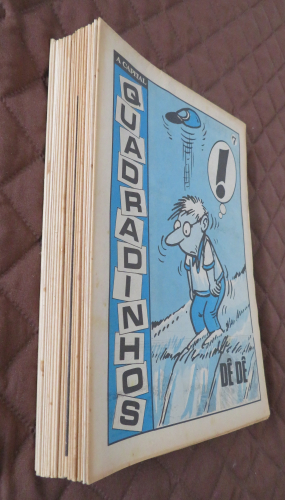 A CAPITAL
QUADRADINHOS
7
!
DÊ DÊ